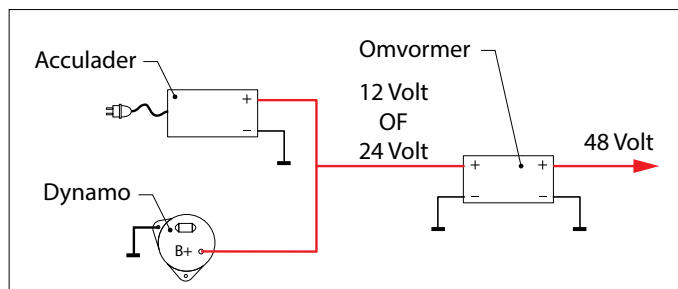 Acculader
+
−
Dynamo
B+
12 Volt
OF
24 Volt
Omvormer
+ +
− −
48 Volt